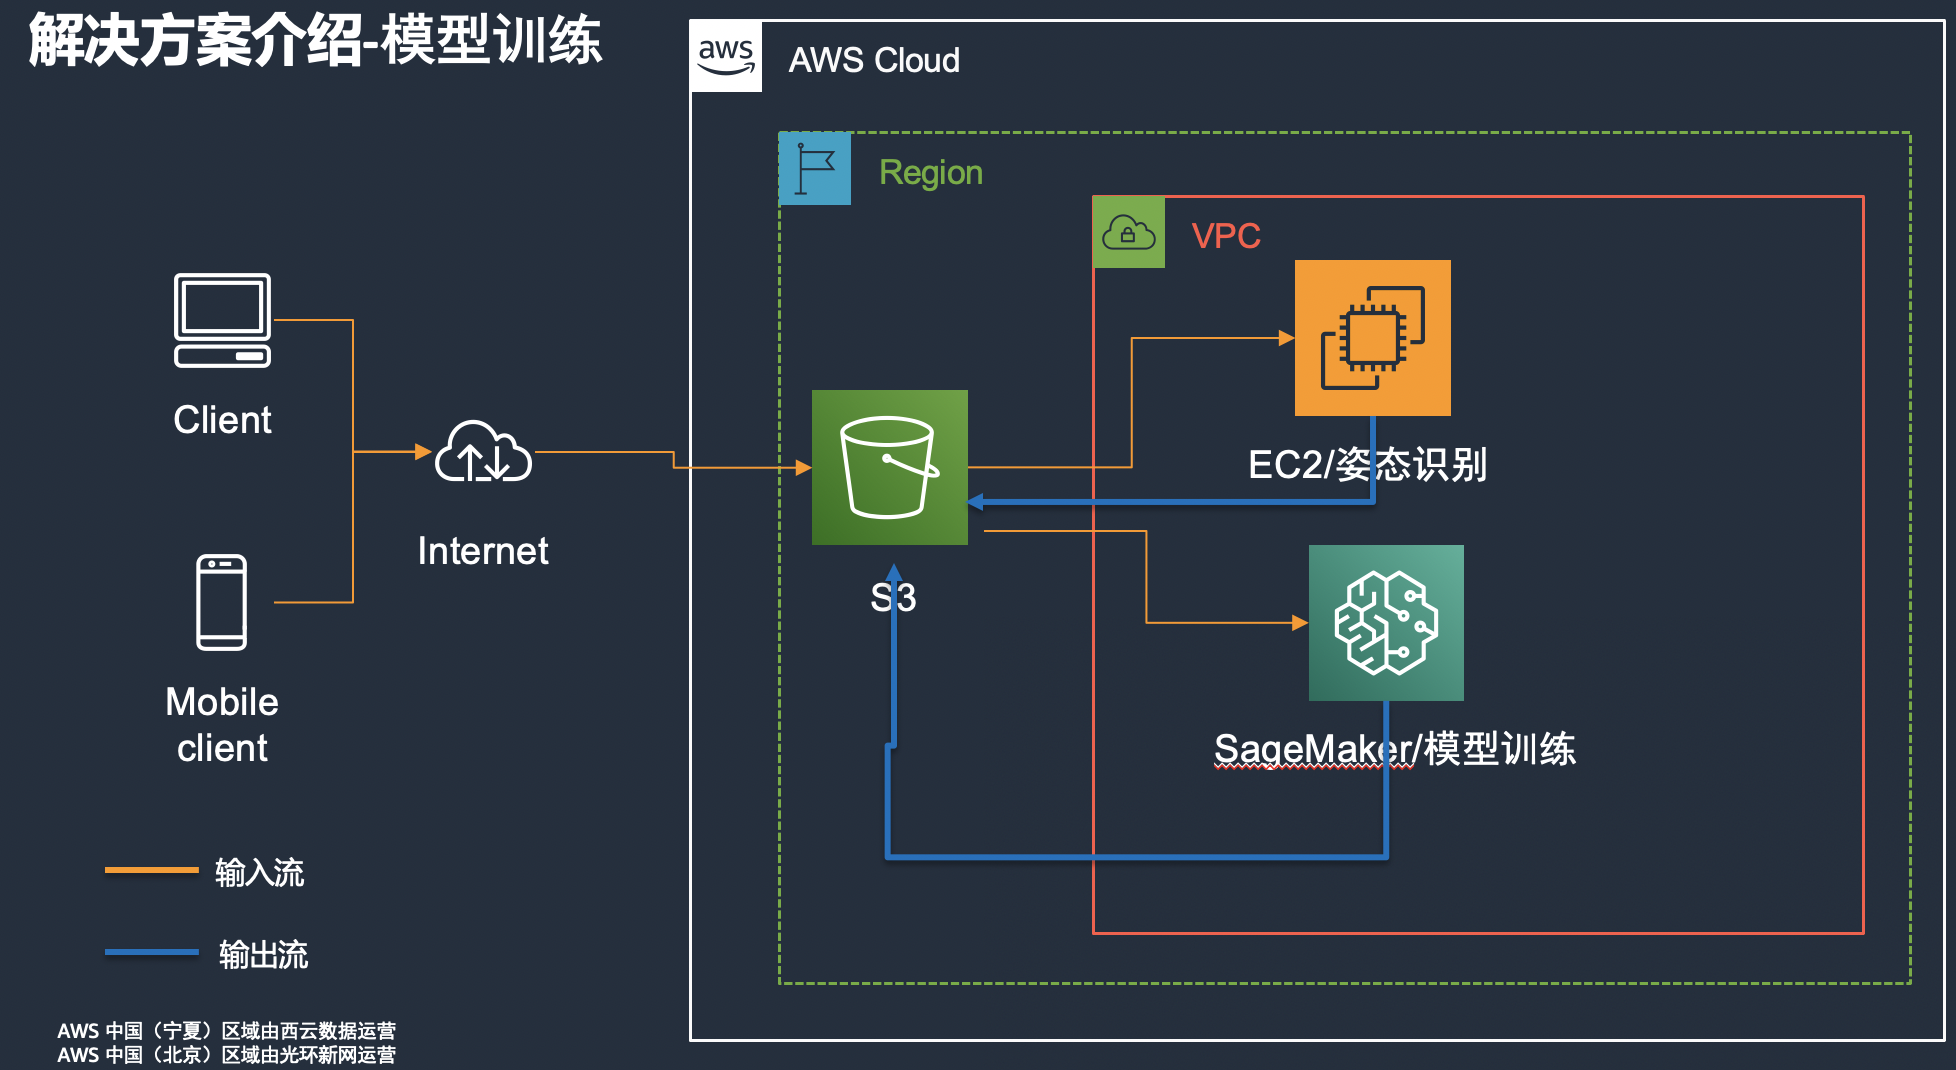 解决方案介绍-模型训练
aws
AWS Cloud
Region
VPC
Client
EC2/姿态识别
Internet
S3
Mobile
client
SageMaker/模型训练
输入流
输出流
AWS 中国（宁夏）区域由西云数据运营
AWS 中国（北京）区域由光环新网运营